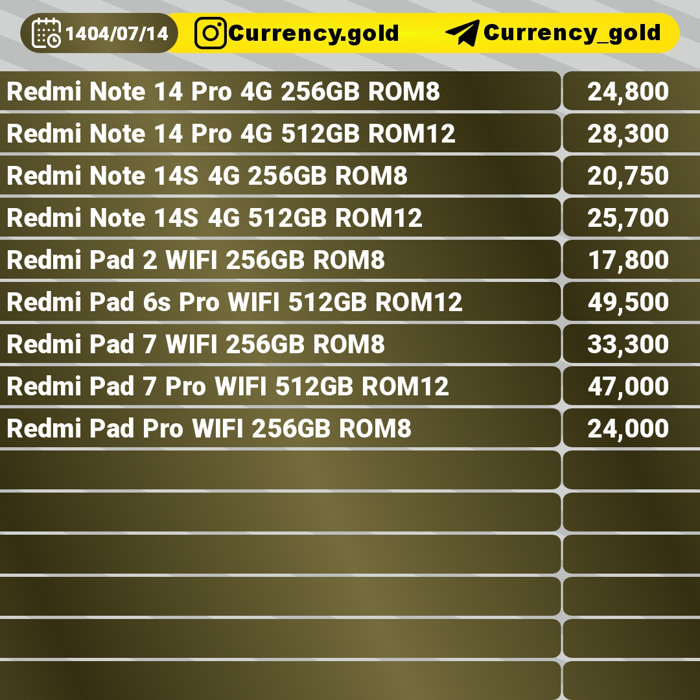 1404/07/14 Currency.gold Currency_gold
Redmi Note 14 Pro 4G 256GB ROM8 24,800
Redmi Note 14 Pro 4G 512GB ROM12 28,300
Redmi Note 14S 4G 256GB ROM8 20,750
Redmi Note 14S 4G 512GB ROM12 25,700
Redmi Pad 2 WIFI 256GB ROM8 17,800
Redmi Pad 6s Pro WIFI 512GB ROM12 49,500
Redmi Pad 7 WIFI 256GB ROM8 33,300
Redmi Pad 7 Pro WIFI 512GB ROM12 47,000
Redmi Pad Pro WIFI 256GB ROM8 24,000